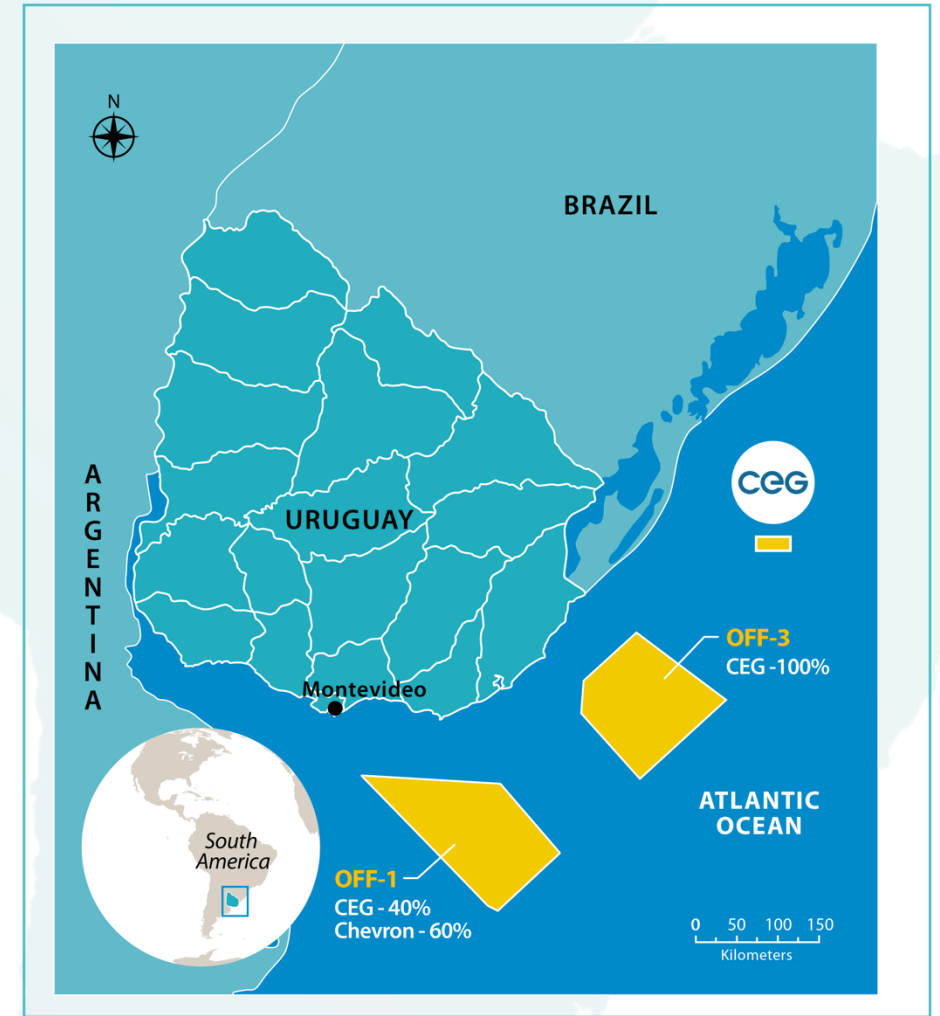 N
BRAZIL
ARGENTINA
URUGUAY
CEG
OFF-3
CEG -100%
Montevideo
ATLANTIC
OCEAN
South
America
OFF-1
CEG - 40%
Chevron - 60%
0 50 100 150
Kilometers